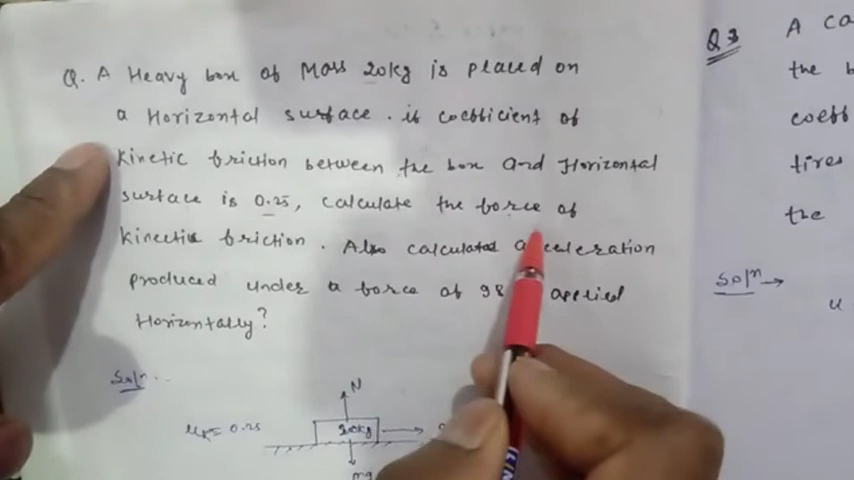 Q. A Heavy box of Mass 20kg is placed on
a Horizontal surface. if coefficient of
kinetic friction between the box and Horizontal
surface is 0.25, calculate the force of
kinetic friction. Also calculated acceleration
produced under a force of 98 applied
Horizontally?
Soln.
N
μk = 0.25
20kg
mg
Q3 A ca
the b
coeff
tires
the
Soln →
u